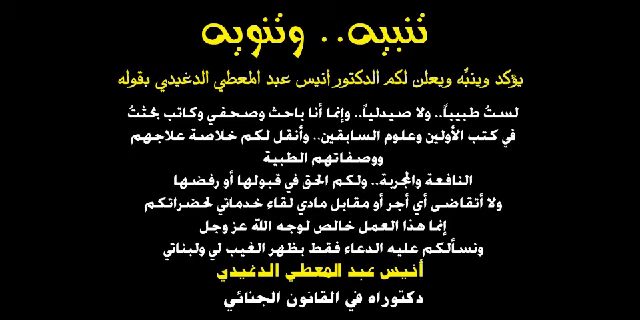 تنبيه.. وتنويه
يؤكد وينبّه ويعلن لكم الدكتور أنيس عبد المعطي الدغيدي بقوله
لستُ طبيباً.. ولا صيدلياً.. وإنما أنا باحث وصحفي وكاتب بحثتُ
في كتب الأولين وعلوم السابقين.. وأنقل لكم خلاصة علاجهم
ووصفاتهم الطبية
النافعة والمجربة.. ولكم الحق في قبولها أو رفضها
ولا أتقاضى أي أجر أو مقابل مادي لقاء خدماتي لحضراتكم
إنما هذا العمل خالص لوجه الله عز وجل
ونسألكم عليه الدعاء فقط بظهر الغيب لي ولبناتي
أنيس عبد المعطي الدغيدي
دكتوراه في القانون الجنائي